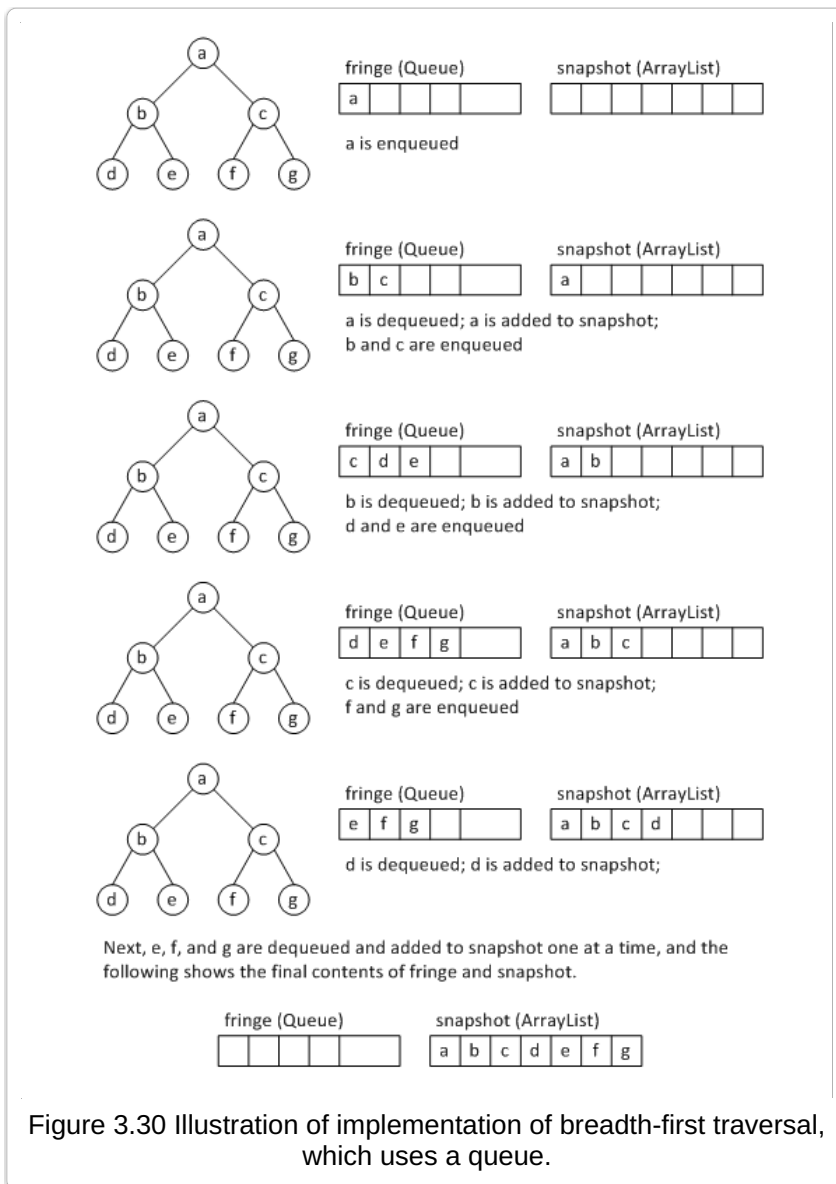 a
b c
d e f g
fringe (Queue) snapshot (ArrayList)
a
a is enqueued
a
b c
d e f g
fringe (Queue) snapshot (ArrayList)
b c a
a is dequeued; a is added to snapshot;
b and c are enqueued
a
b c
d e f g
fringe (Queue) snapshot (ArrayList)
c d e a b
b is dequeued; b is added to snapshot;
d and e are enqueued
a
b c
d e f g
fringe (Queue) snapshot (ArrayList)
d e f g a b c
c is dequeued; c is added to snapshot;
f and g are enqueued
a
b c
d e f g
fringe (Queue) snapshot (ArrayList)
e f g a b c d
d is dequeued; d is added to snapshot;
Next, e, f, and g are dequeued and added to snapshot one at a time, and the
following shows the final contents of fringe and snapshot.
fringe (Queue) snapshot (ArrayList)
a b c d e f g
Figure 3.30 Illustration of implementation of breadth-first traversal,
which uses a queue.